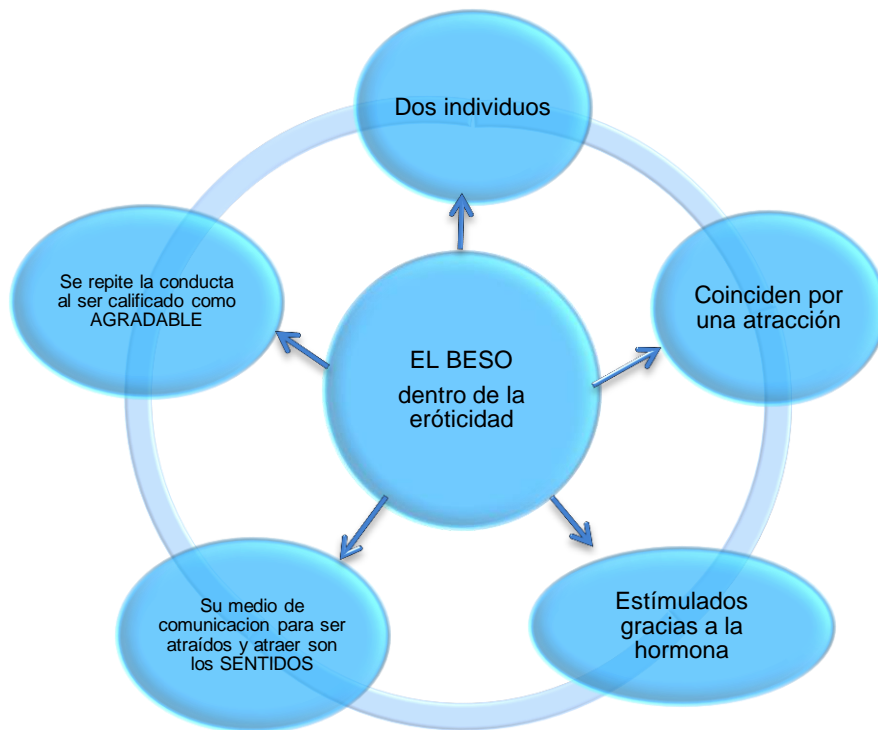 Dos individuos
Coinciden por
una atracción
Estímulados
gracias a la
hormona
Su medio de
comunicacion para ser
atraídos y atraer son
los SENTIDOS
Se repite la conducta
al ser calificado como
AGRADABLE
EL BESO
dentro de la
eróticidad